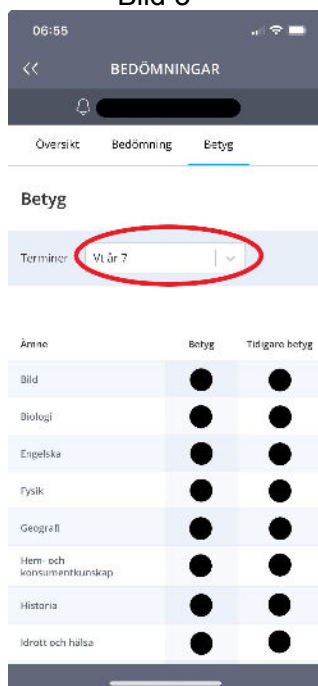 Bild 3
06:55
<< BEDÖMNINGAR
Översikt Bedömning Betyg
Betyg
Terminer Vt år 7
Ämne Betyg Tidigare betyg
Bild
Biologi
Engelska
Fysik
Geografi
Hem- och
konsumentkunskap
Historia
Idrott och hälsa